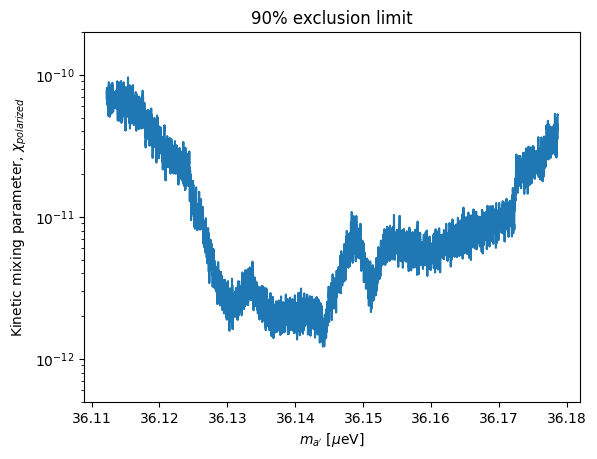 90% exclusion limit
Kinetic mixing parameter, χ_polarized
10⁻¹⁰
10⁻¹¹
10⁻¹²
36.11 36.12 36.13 36.14 36.15 36.16 36.17 36.18
m_a′ [μeV]